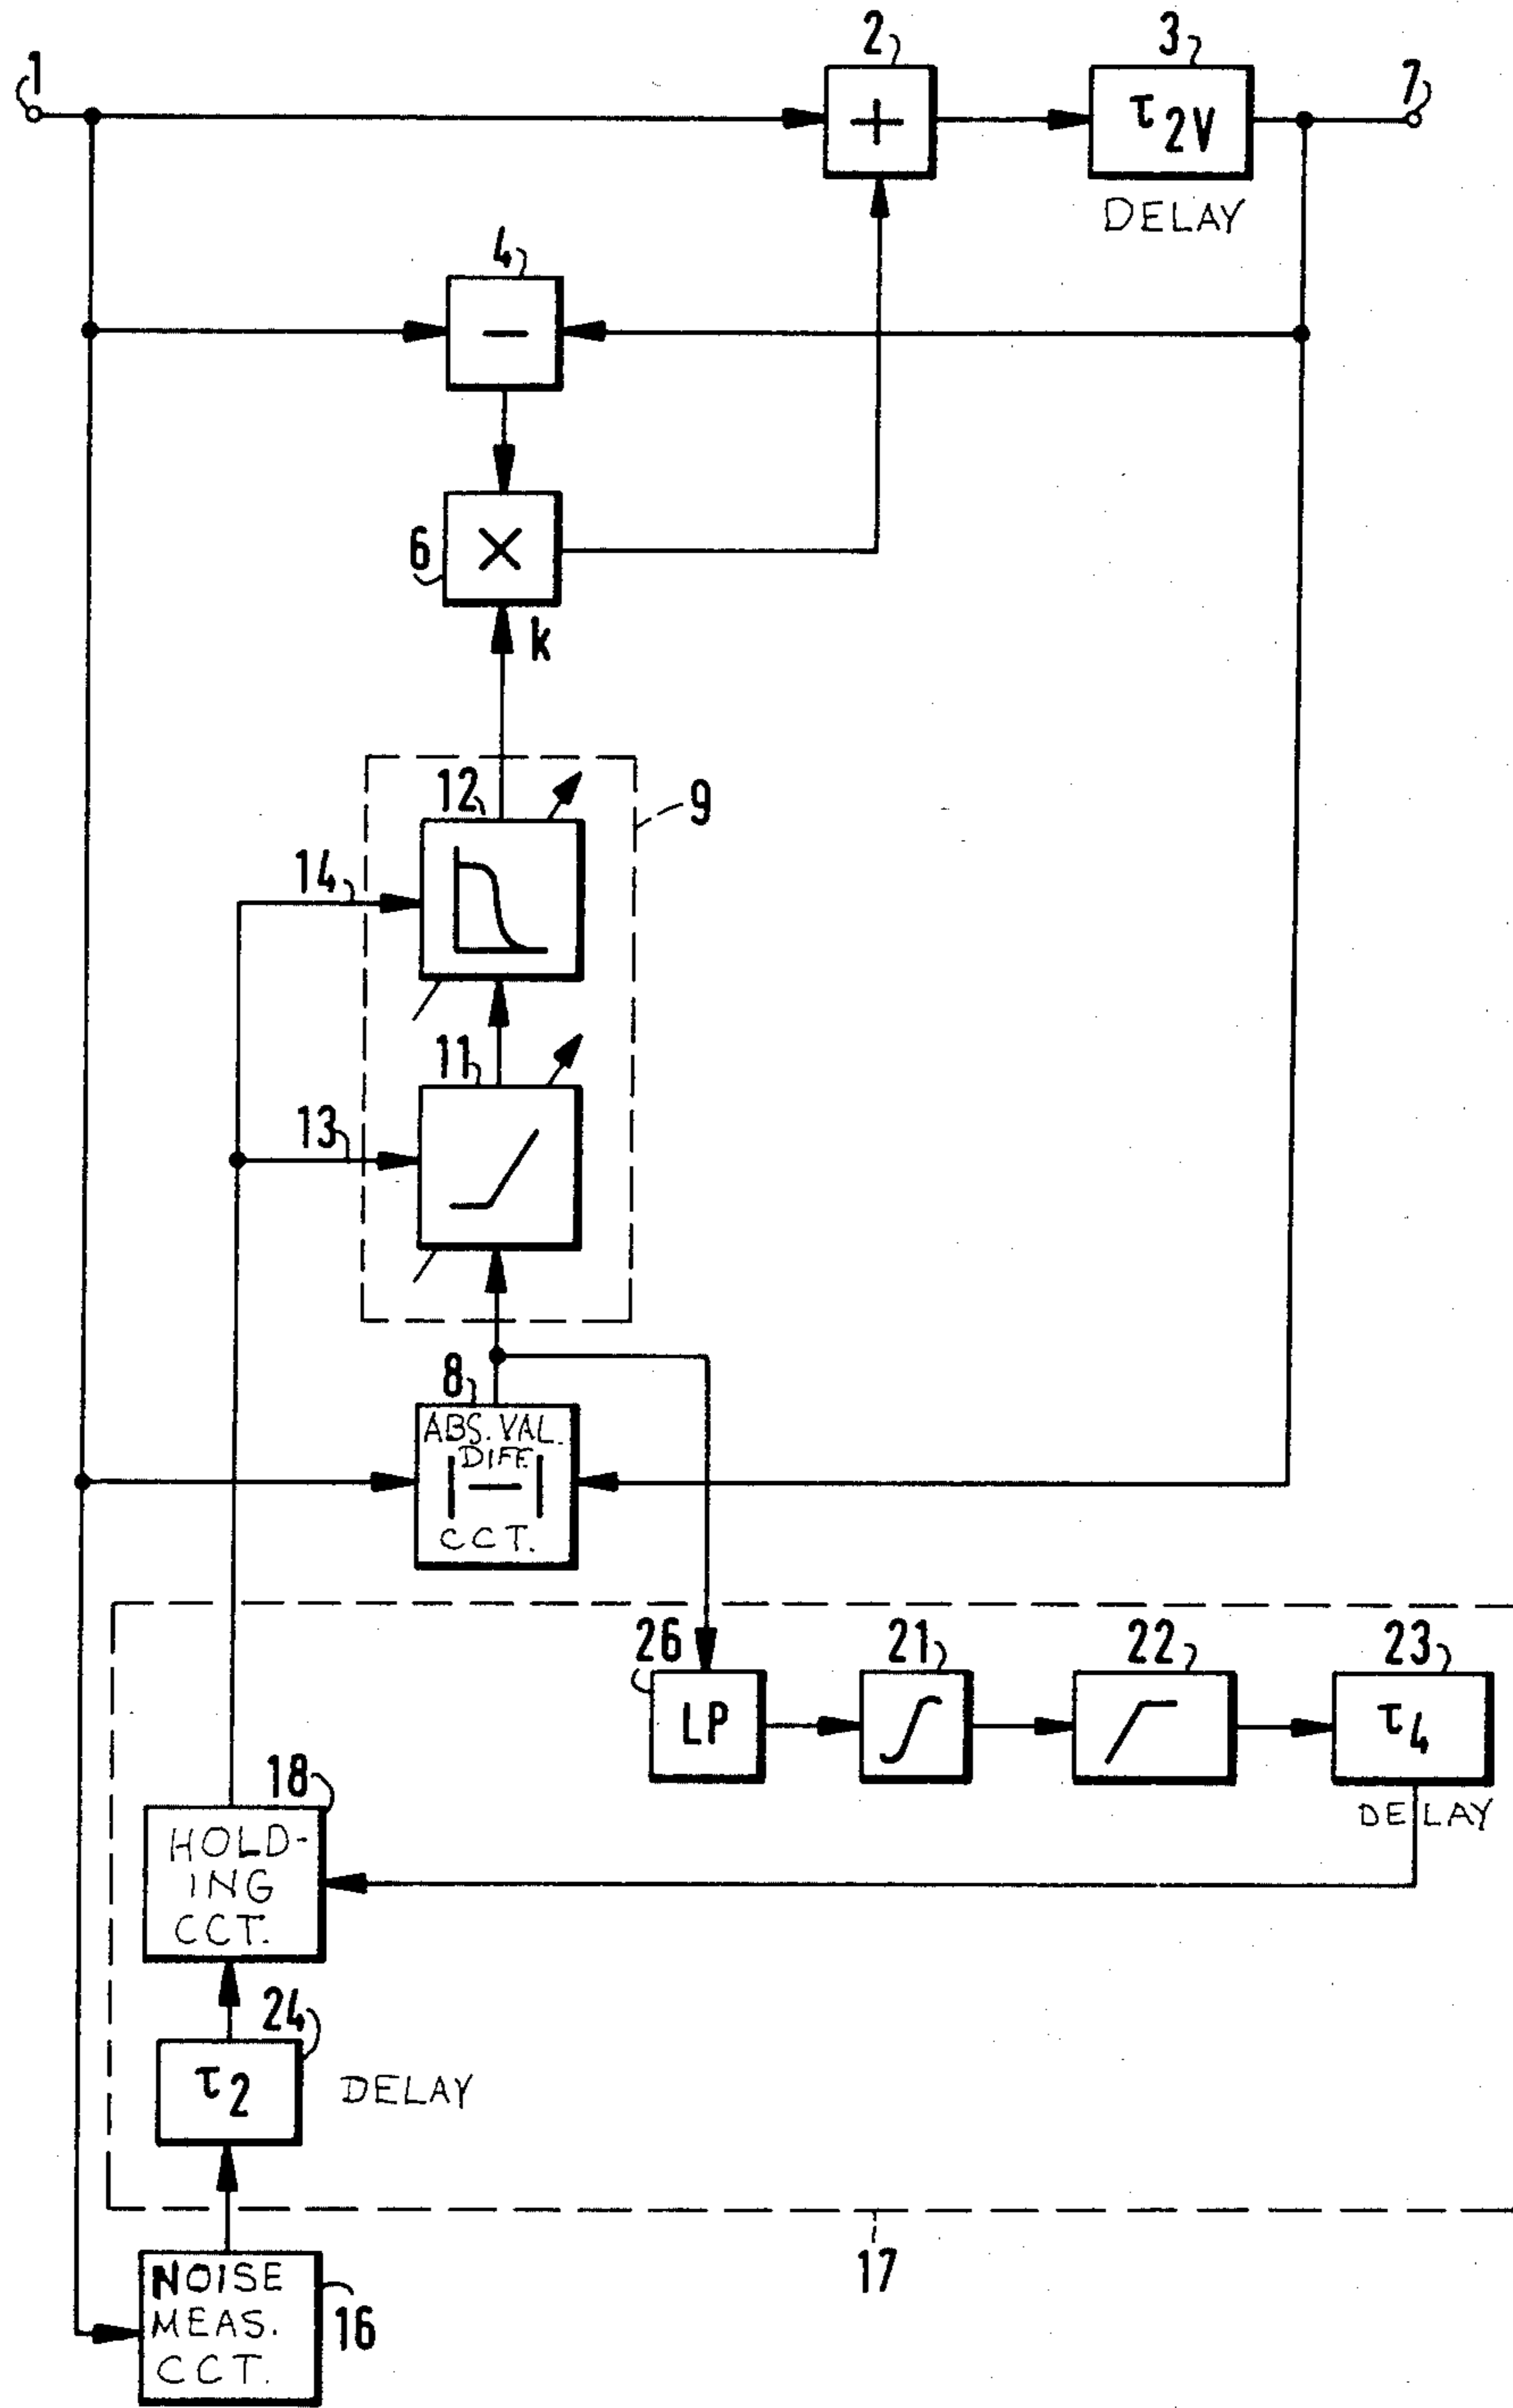 1
2
3
7
+
τ2V
DELAY
4
−
6
×
k
12
9
14
11
13
8
ABS. VAL.
DIFF.
|−|
CCT.
26
21
22
23
LP
∫
τ4
DELAY
18
HOLD-
ING
CCT.
24
τ2
DELAY
17
NOISE
MEAS.
CCT.
16